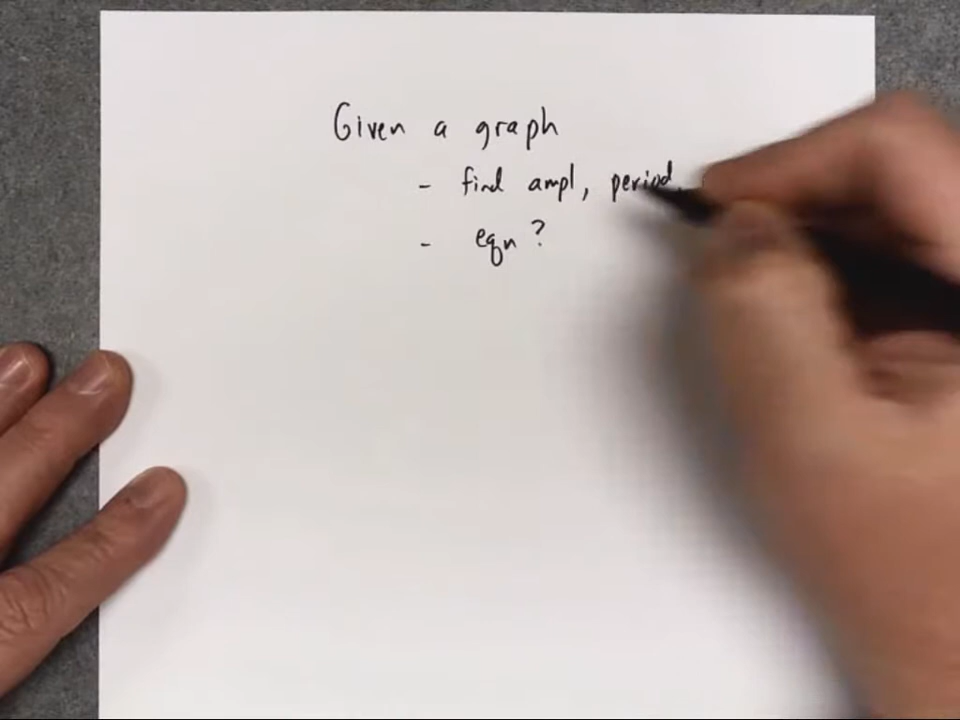 Given a graph
- find ampl, period,
- eqn?